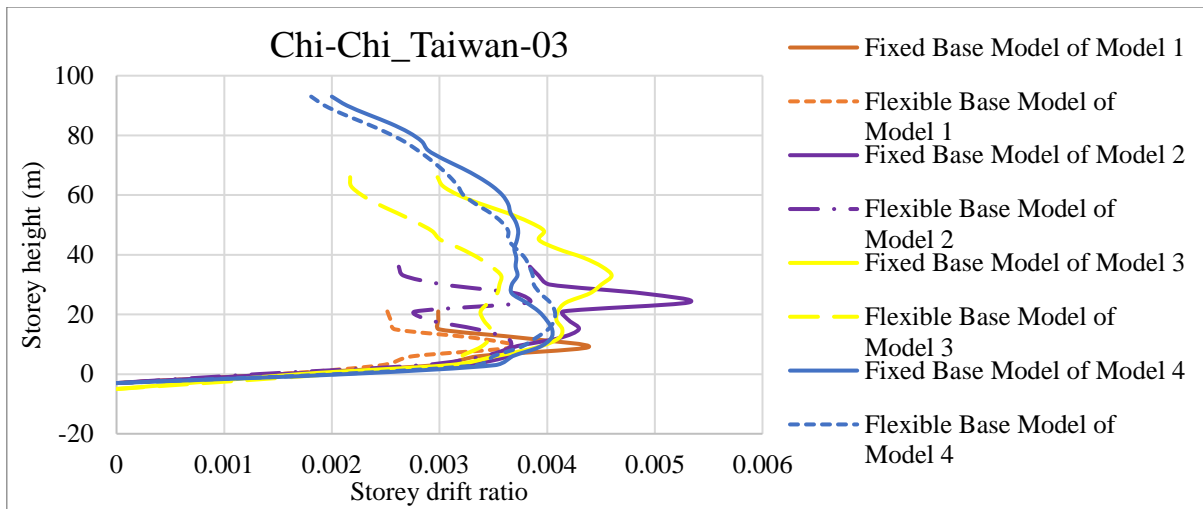 Chi-Chi_Taiwan-03
Storey height (m)
100
80
60
40
20
0
-20
0
0.001
0.002
0.003
0.004
0.005
0.006
Storey drift ratio
Fixed Base Model of Model 1
Flexible Base Model of
Model 1
Fixed Base Model of Model 2
Flexible Base Model of
Model 2
Fixed Base Model of Model 3
Flexible Base Model of
Model 3
Fixed Base Model of Model 4
Flexible Base Model of
Model 4